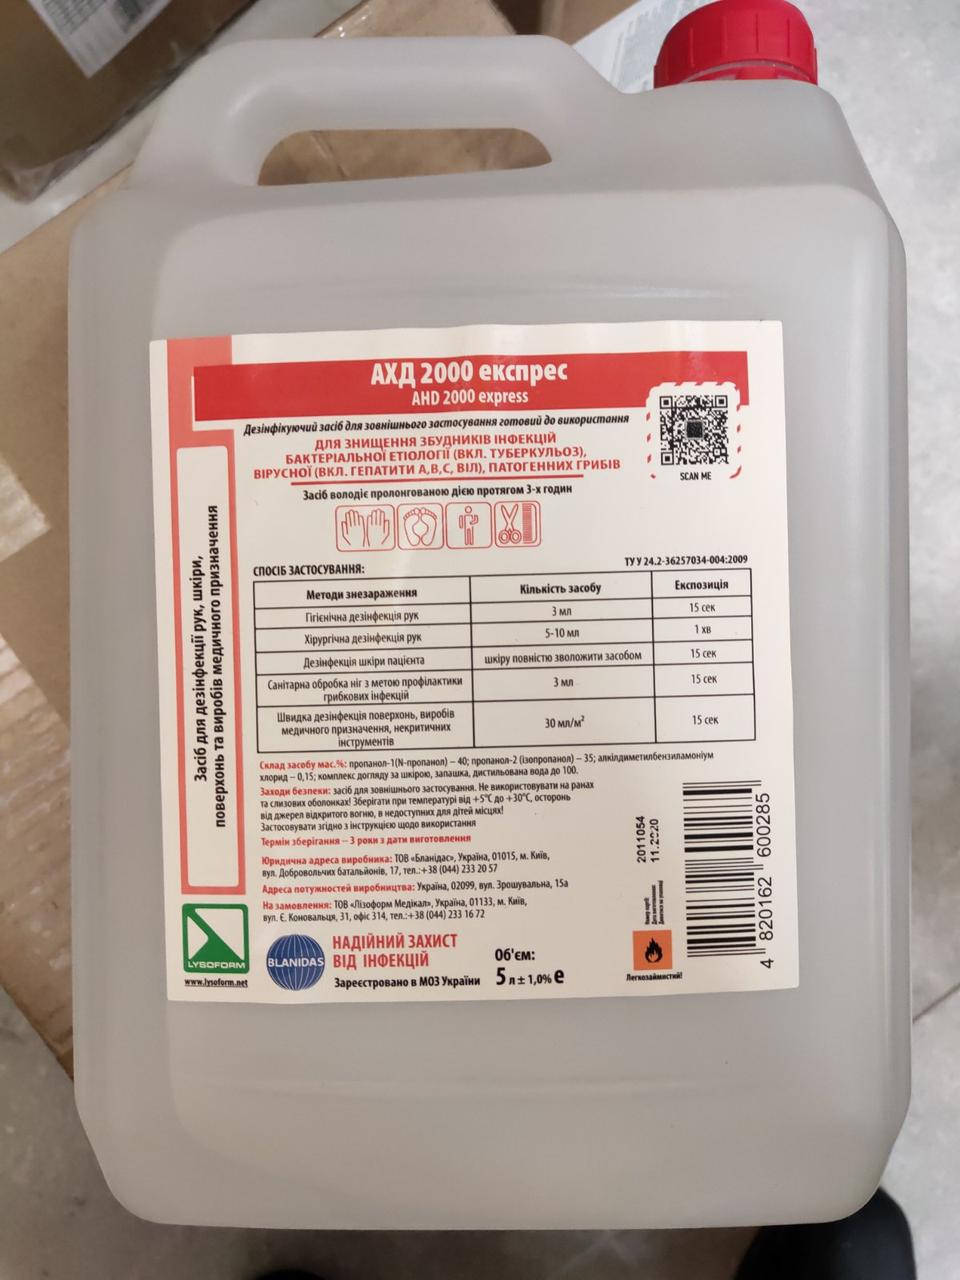 АХД 2000 експрес
AHD 2000 express
Дезінфікуючий засіб для зовнішнього застосування готовий до використання
ДЛЯ ЗНИЩЕННЯ ЗБУДНИКІВ ІНФЕКЦІЙ
БАКТЕРІАЛЬНОЇ ЕТІОЛОГІЇ (ВКЛ. ТУБЕРКУЛЬОЗ),
ВІРУСНОЇ (ВКЛ. ГЕПАТИТИ А,В,С, ВІЛ), ПАТОГЕННИХ ГРИБІВ
SCAN ME
Засіб володіє пролонгованою дією протягом 3-х годин
ТУ У 24.2-36257034-004:2009
СПОСІБ ЗАСТОСУВАННЯ:
Методи знезараження Кількість засобу Експозиція
Гігієнічна дезінфекція рук 3 мл 15 сек
Хірургічна дезінфекція рук 5-10 мл 1 хв
Дезінфекція шкіри пацієнта шкіру повністю зволожити засобом 15 сек
Санітарна обробка ніг з метою профілактики 3 мл 15 сек
грибкових інфекцій
Швидка дезінфекція поверхонь, виробів
медичного призначення, некритичних 30 мл/м² 15 сек
інструментів
Склад засобу мас.%: пропанол-1(N-пропанол) – 40; пропанол-2 (ізопропанол) – 35; алкілдиметилбензиламоніум
хлорид – 0,15; комплекс догляду за шкірою, запашка, дистильована вода до 100.
Заходи безпеки: засіб для зовнішнього застосування. Не використовувати на ранах
та слизових оболонках! Зберігати при температурі від +5°С до +30°С, осторонь
від джерел відкритого вогню, в недоступних для дітей місцях!
Застосовувати згідно з інструкцією щодо використання
Термін зберігання – 3 роки з дати виготовлення
Юридична адреса виробника: ТОВ «Бланідас», Україна, 01015, м. Київ,
вул. Добровольчих батальйонів, 17, тел.:+38 (044) 233 20 57
Адреса потужностей виробництва: Україна, 02099, вул. Зрошувальна, 15а
На замовлення: ТОВ «Лізоформ Медікал», Україна, 01133, м. Київ,
вул. Є. Коновальця, 31, офіс 314, тел.:+38 (044) 231 16 72
Засіб для дезінфекції рук, шкіри,
поверхонь та виробів медичного призначення
LYSOFORM
www.lysoform.net
BLANIDAS
НАДІЙНИЙ ЗАХИСТ
ВІД ІНФЕКЦІЙ
Зареєстровано в МОЗ України
Об'єм:
5 л ± 1,0% e
2011054
11.2020
Номер партії:
Дата виготовлення:
Легкозаймистий!
4 820162 600285